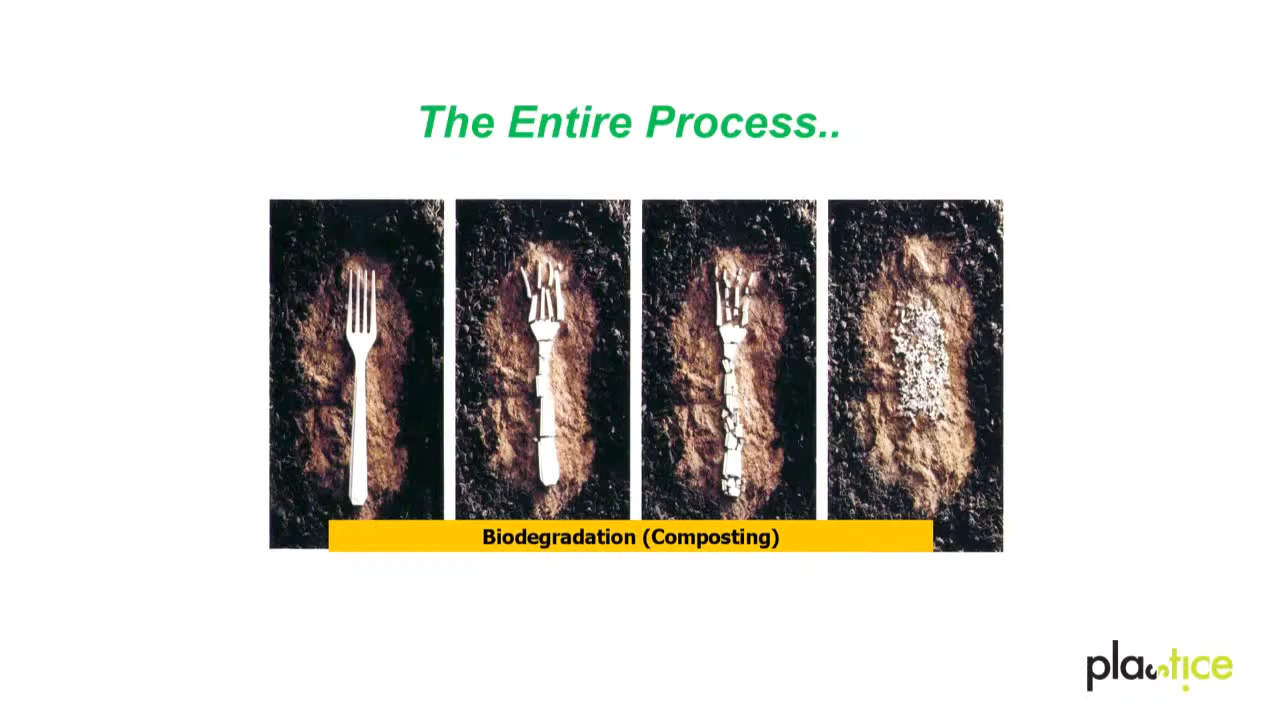 The Entire Process..
Biodegradation (Composting)
plastice